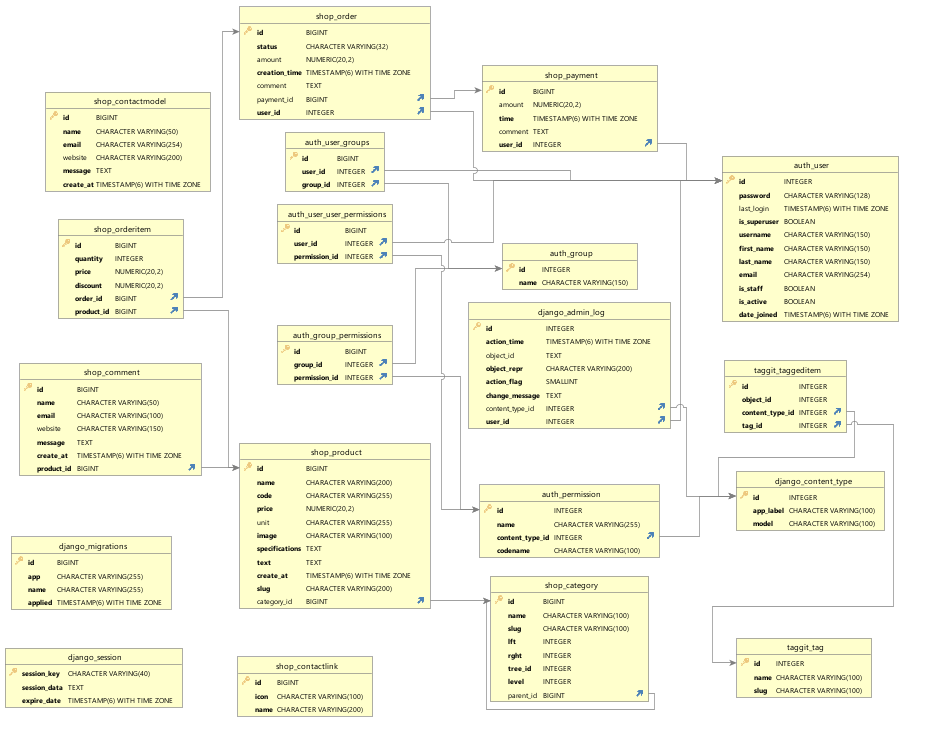 shop_order
id BIGINT
status CHARACTER VARYING(32)
amount NUMERIC(20,2)
creation_time TIMESTAMP(6) WITH TIME ZONE
comment TEXT
payment_id BIGINT
user_id INTEGER
shop_payment
id BIGINT
amount NUMERIC(20,2)
time TIMESTAMP(6) WITH TIME ZONE
comment TEXT
user_id INTEGER
shop_contactmodel
id BIGINT
name CHARACTER VARYING(50)
email CHARACTER VARYING(254)
website CHARACTER VARYING(200)
message TEXT
create_at TIMESTAMP(6) WITH TIME ZONE
auth_user_groups
id BIGINT
user_id INTEGER
group_id INTEGER
auth_user
id INTEGER
password CHARACTER VARYING(128)
last_login TIMESTAMP(6) WITH TIME ZONE
is_superuser BOOLEAN
username CHARACTER VARYING(150)
first_name CHARACTER VARYING(150)
last_name CHARACTER VARYING(150)
email CHARACTER VARYING(254)
is_staff BOOLEAN
is_active BOOLEAN
date_joined TIMESTAMP(6) WITH TIME ZONE
auth_user_user_permissions
id BIGINT
user_id INTEGER
permission_id INTEGER
shop_orderitem
id BIGINT
quantity INTEGER
price NUMERIC(20,2)
discount NUMERIC(20,2)
order_id BIGINT
product_id BIGINT
auth_group
id INTEGER
name CHARACTER VARYING(150)
django_admin_log
id INTEGER
action_time TIMESTAMP(6) WITH TIME ZONE
object_id TEXT
object_repr CHARACTER VARYING(200)
action_flag SMALLINT
change_message TEXT
content_type_id INTEGER
user_id INTEGER
auth_group_permissions
id BIGINT
group_id INTEGER
permission_id INTEGER
shop_comment
id BIGINT
name CHARACTER VARYING(50)
email CHARACTER VARYING(100)
website CHARACTER VARYING(150)
message TEXT
create_at TIMESTAMP(6) WITH TIME ZONE
product_id BIGINT
taggit_taggeditem
id INTEGER
object_id INTEGER
content_type_id INTEGER
tag_id INTEGER
shop_product
id BIGINT
name CHARACTER VARYING(200)
code CHARACTER VARYING(255)
price NUMERIC(20,2)
unit CHARACTER VARYING(255)
image CHARACTER VARYING(100)
specifications TEXT
text TEXT
create_at TIMESTAMP(6) WITH TIME ZONE
slug CHARACTER VARYING(200)
category_id BIGINT
django_content_type
id INTEGER
app_label CHARACTER VARYING(100)
model CHARACTER VARYING(100)
auth_permission
id INTEGER
name CHARACTER VARYING(255)
content_type_id INTEGER
codename CHARACTER VARYING(100)
django_migrations
id BIGINT
app CHARACTER VARYING(255)
name CHARACTER VARYING(255)
applied TIMESTAMP(6) WITH TIME ZONE
shop_category
id BIGINT
name CHARACTER VARYING(100)
slug CHARACTER VARYING(100)
lft INTEGER
rght INTEGER
tree_id INTEGER
level INTEGER
parent_id BIGINT
taggit_tag
id INTEGER
name CHARACTER VARYING(100)
slug CHARACTER VARYING(100)
django_session
session_key CHARACTER VARYING(40)
session_data TEXT
expire_date TIMESTAMP(6) WITH TIME ZONE
shop_contactlink
id BIGINT
icon CHARACTER VARYING(100)
name CHARACTER VARYING(200)